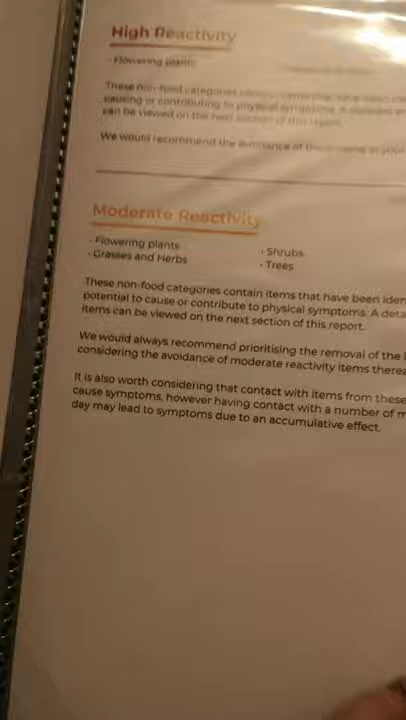 High Reactivity
- Flowering plants
These non-food categories
causing or contributing to physical symptoms. A detailed
can be viewed on the next section of this report.
We would recommend the avoidance of these
Moderate Reactivity
- Flowering plants
- Grasses and Herbs
- Shrubs
- Trees
These non-food categories contain items that have been iden
potential to cause or contribute to physical symptoms. A deta
items can be viewed on the next section of this report.
We would always recommend prioritising the removal of the
considering the avoidance of moderate reactivity items therea
It is also worth considering that contact with items from these
cause symptoms, however having contact with a number of m
day may lead to symptoms due to an accumulative effect.